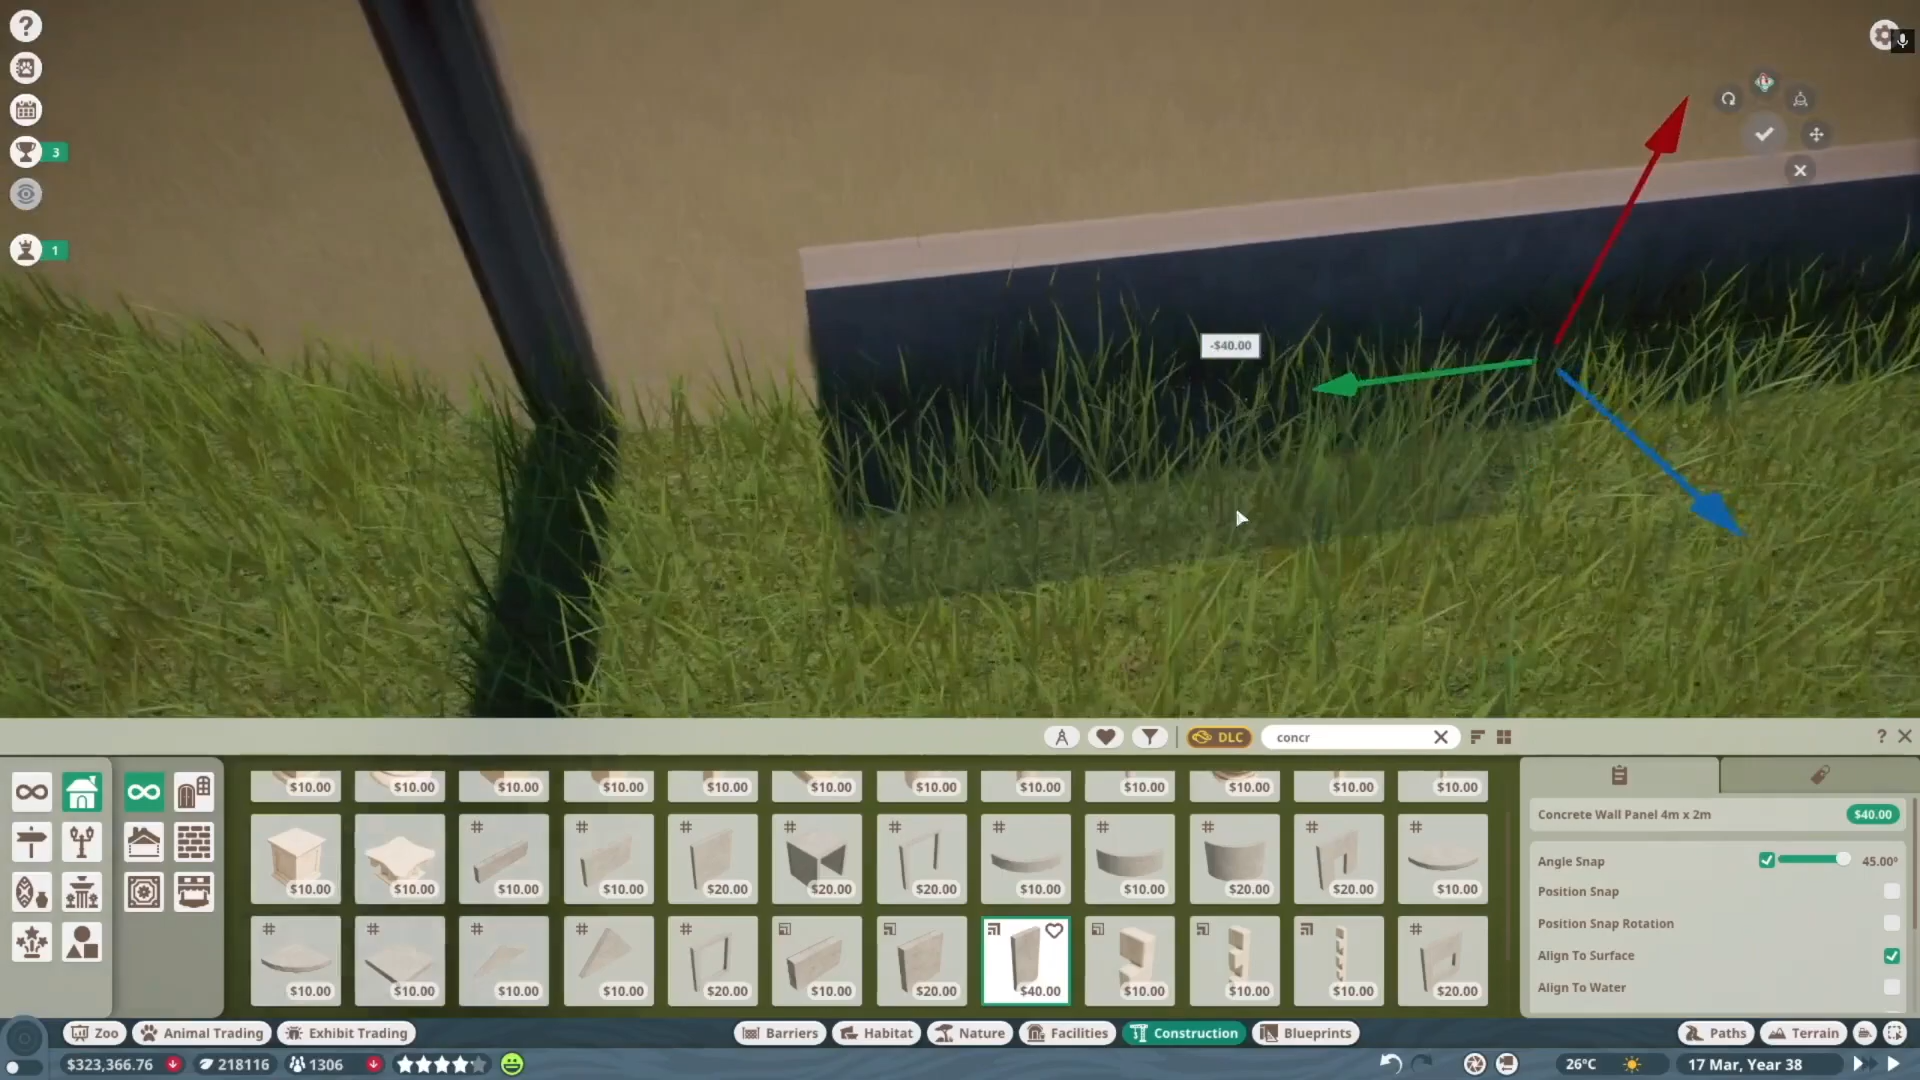 ?
3
1
-$40.00
DLC
concr
?
$10.00 $10.00 $10.00 $10.00 $10.00 $10.00 $10.00 $10.00 $10.00 $10.00 $10.00 $10.00
$10.00 $10.00 $10.00 $10.00 $20.00 $20.00 $20.00 $10.00 $10.00 $20.00 $20.00 $10.00
$10.00 $10.00 $10.00 $10.00 $20.00 $10.00 $20.00 $40.00 $10.00 $10.00 $10.00 $20.00
Concrete Wall Panel 4m x 2m $40.00
Angle Snap 45.00°
Position Snap
Position Snap Rotation
Align To Surface
Align To Water
Zoo Animal Trading Exhibit Trading Barriers Habitat Nature Facilities Construction Blueprints Paths Terrain
$323,366.76 218116 1306 26°C 17 Mar, Year 38